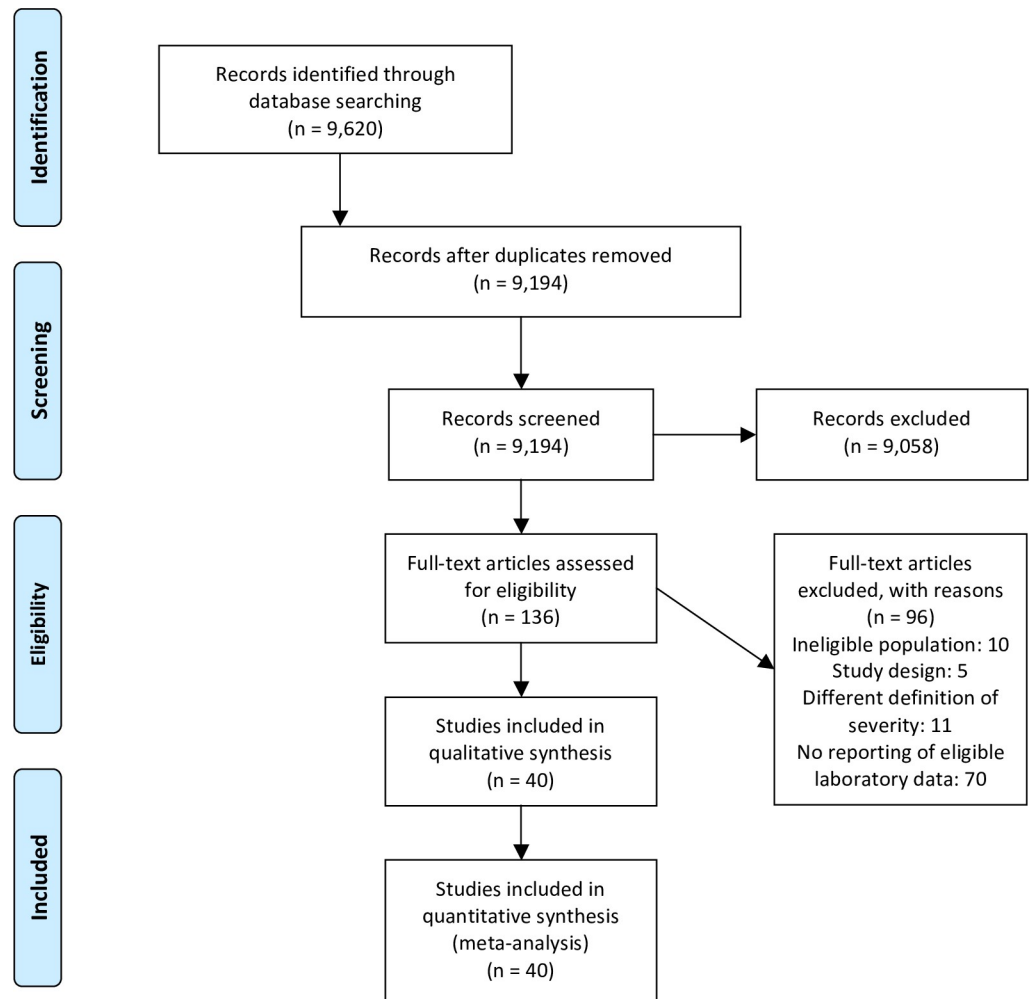 Identification
Records identified through
database searching
(n = 9,620)
Records after duplicates removed
(n = 9,194)
Screening
Records screened
(n = 9,194)
Records excluded
(n = 9,058)
Eligibility
Full-text articles assessed
for eligibility
(n = 136)
Full-text articles
excluded, with reasons
(n = 96)
Ineligible population: 10
Study design: 5
Different definition of
severity: 11
No reporting of eligible
laboratory data: 70
Studies included in
qualitative synthesis
(n = 40)
Included
Studies included in
quantitative synthesis
(meta-analysis)
(n = 40)